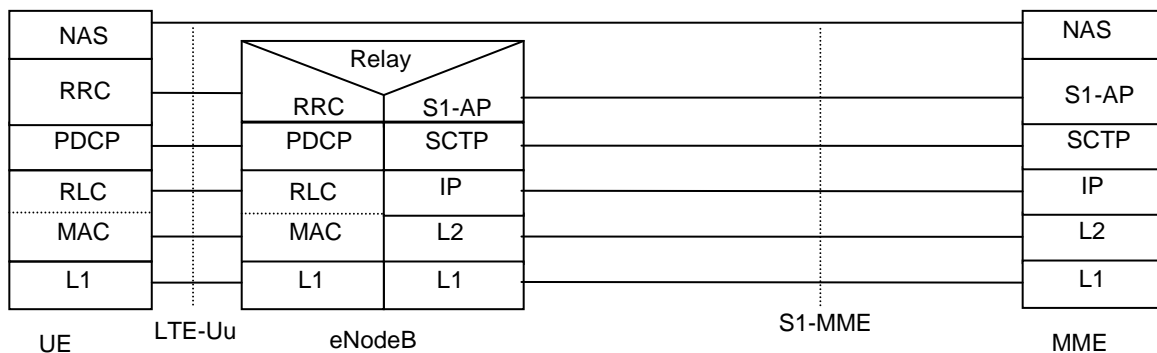 NAS NAS
Relay
RRC RRC S1-AP S1-AP
PDCP PDCP SCTP SCTP
RLC RLC IP IP
MAC MAC L2 L2
L1 L1 L1 L1
LTE-Uu S1-MME
UE eNodeB MME